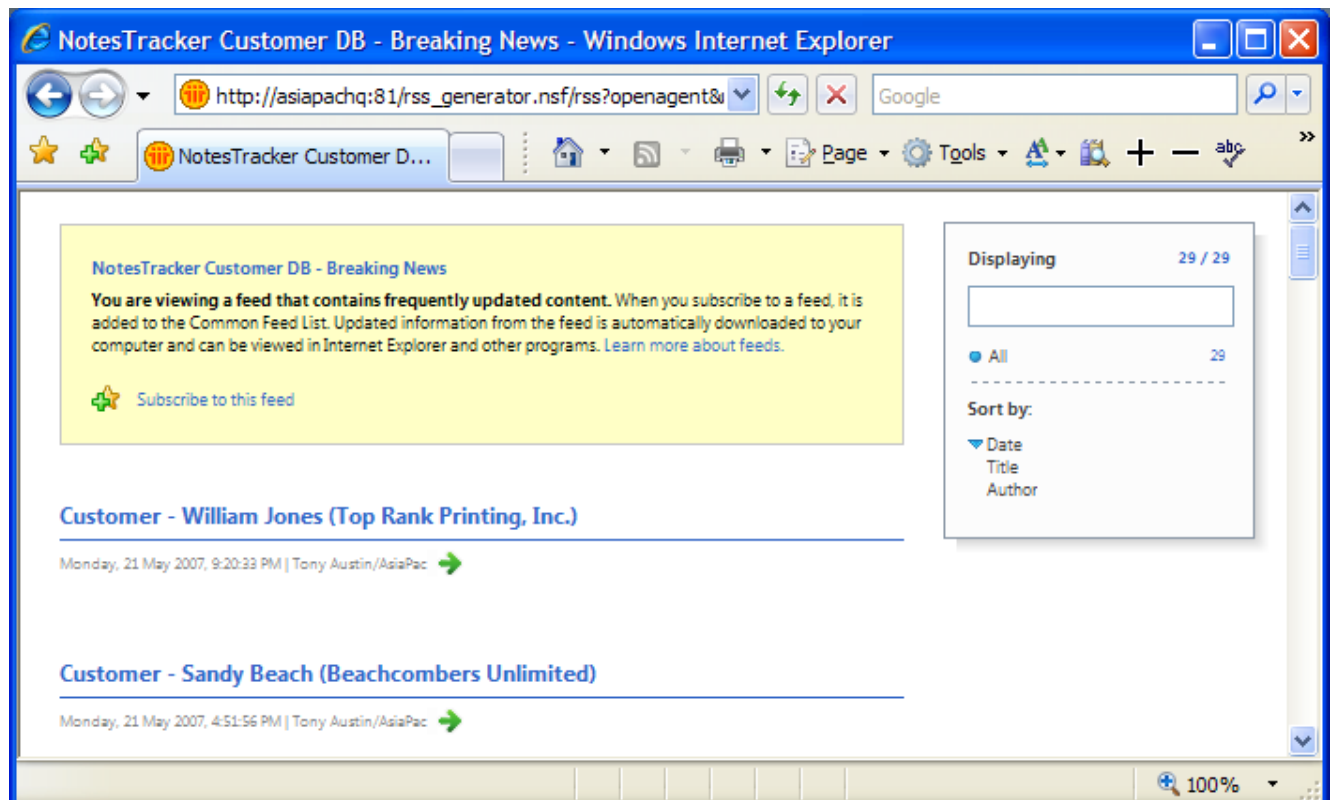 NotesTracker Customer DB - Breaking News - Windows Internet Explorer
http://asiapachq:81/rss_generator.nsf/rss?openagent&
Google
NotesTracker Customer D...
Page
Tools
abc
NotesTracker Customer DB - Breaking News
You are viewing a feed that contains frequently updated content. When you subscribe to a feed, it is
added to the Common Feed List. Updated information from the feed is automatically downloaded to your
computer and can be viewed in Internet Explorer and other programs. Learn more about feeds.
Subscribe to this feed
Displaying 29 / 29
All 29
Sort by:
Date
Title
Author
Customer - William Jones (Top Rank Printing, Inc.)
Monday, 21 May 2007, 9:20:33 PM | Tony Austin/AsiaPac
Customer - Sandy Beach (Beachcombers Unlimited)
Monday, 21 May 2007, 4:51:56 PM | Tony Austin/AsiaPac
100%